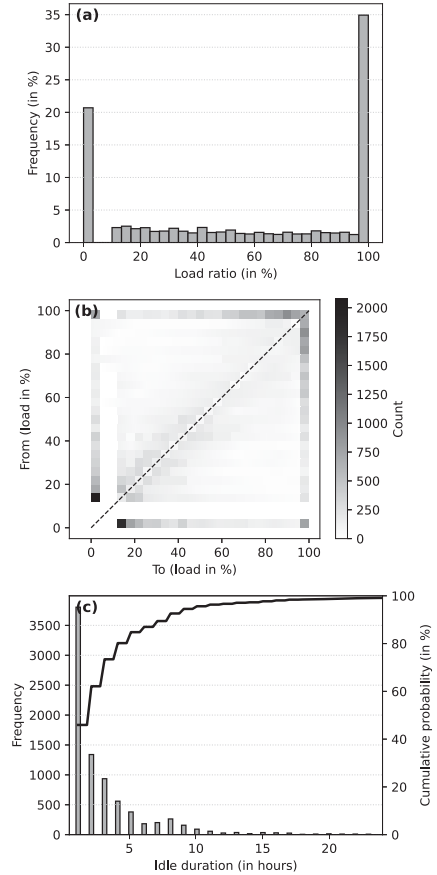 (a)
35
30
25
20
15
10
5
0
Frequency (in %)
0 20 40 60 80 100
Load ratio (in %)
(b)
100
80
60
40
20
0
From (load in %)
0 20 40 60 80 100
To (load in %)
2000
1750
1500
1250
1000
750
500
250
0
Count
(c)
3500
3000
2500
2000
1500
1000
500
0
Frequency
5 10 15 20
Idle duration (in hours)
100
80
60
40
20
0
Cumulative probability (in %)